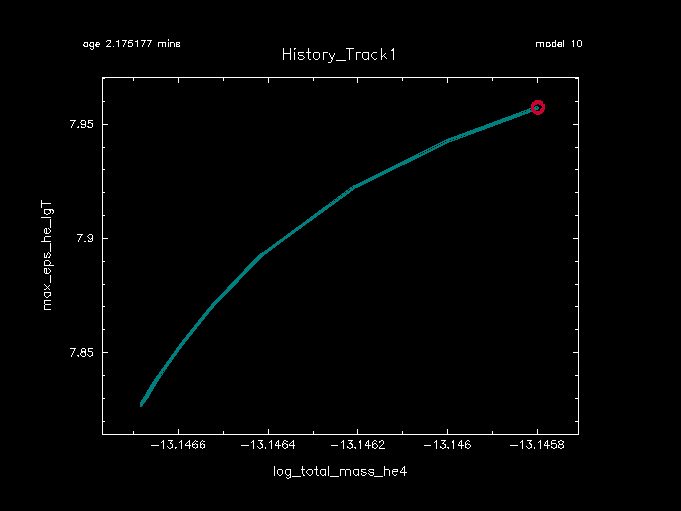 age 2.175177 mins
model 10
History_Track1
7.95
7.9
7.85
max_eps_he_lgT
−13.1466
−13.1464
−13.1462
−13.146
−13.1458
log_total_mass_he4